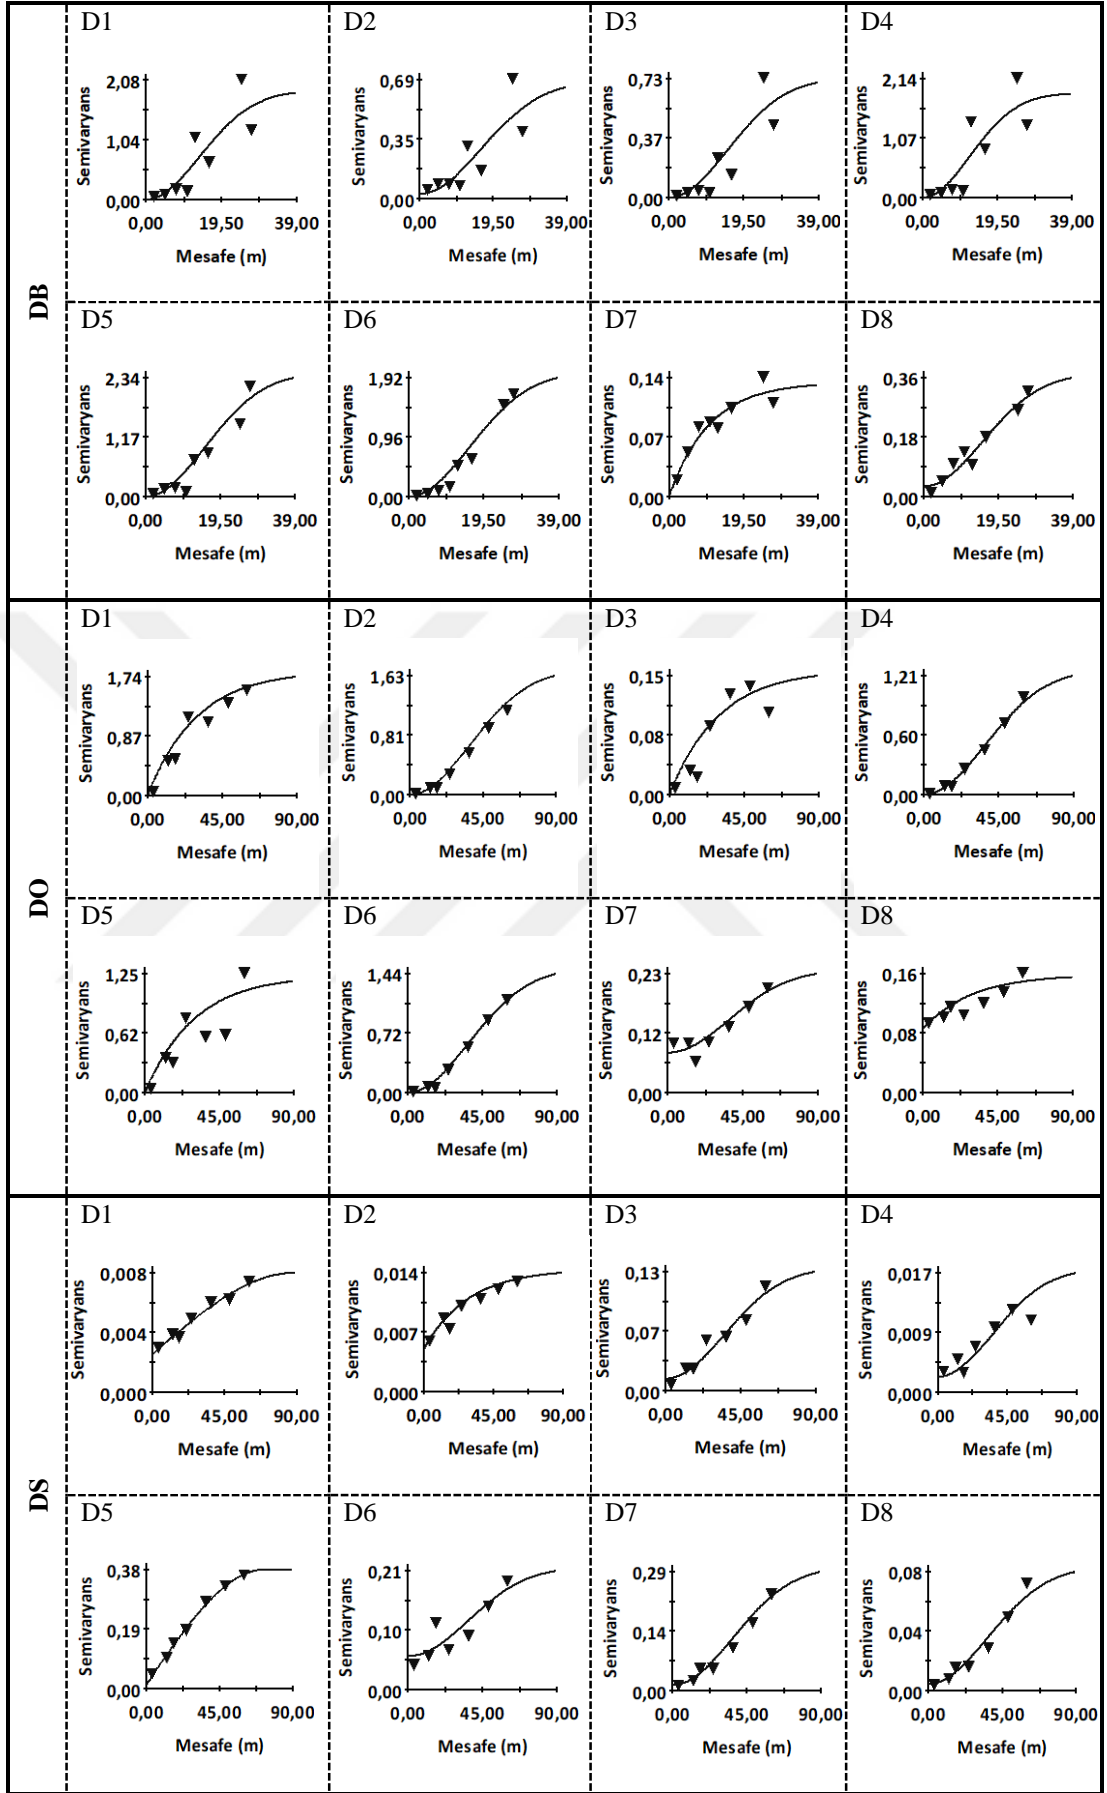 DB
D1
Semivaryans
2,08
1,04
0,00
0,00 19,50 39,00
Mesafe (m)
D2
Semivaryans
0,69
0,35
0,00
0,00 19,50 39,00
Mesafe (m)
D3
Semivaryans
0,73
0,37
0,00
0,00 19,50 39,00
Mesafe (m)
D4
Semivaryans
2,14
1,07
0,00
0,00 19,50 39,00
Mesafe (m)
D5
Semivaryans
2,34
1,17
0,00
0,00 19,50 39,00
Mesafe (m)
D6
Semivaryans
1,92
0,96
0,00
0,00 19,50 39,00
Mesafe (m)
D7
Semivaryans
0,14
0,07
0,00
0,00 19,50 39,00
Mesafe (m)
D8
Semivaryans
0,36
0,18
0,00
0,00 19,50 39,00
Mesafe (m)
DO
D1
Semivaryans
1,74
0,87
0,00
0,00 45,00 90,00
Mesafe (m)
D2
Semivaryans
1,63
0,81
0,00
0,00 45,00 90,00
Mesafe (m)
D3
Semivaryans
0,15
0,08
0,00
0,00 45,00 90,00
Mesafe (m)
D4
Semivaryans
1,21
0,60
0,00
0,00 45,00 90,00
Mesafe (m)
D5
Semivaryans
1,25
0,62
0,00
0,00 45,00 90,00
Mesafe (m)
D6
Semivaryans
1,44
0,72
0,00
0,00 45,00 90,00
Mesafe (m)
D7
Semivaryans
0,23
0,12
0,00
0,00 45,00 90,00
Mesafe (m)
D8
Semivaryans
0,16
0,08
0,00
0,00 45,00 90,00
Mesafe (m)
DS
D1
Semivaryans
0,008
0,004
0,000
0,00 45,00 90,00
Mesafe (m)
D2
Semivaryans
0,014
0,007
0,000
0,00 45,00 90,00
Mesafe (m)
D3
Semivaryans
0,13
0,07
0,00
0,00 45,00 90,00
Mesafe (m)
D4
Semivaryans
0,017
0,009
0,000
0,00 45,00 90,00
Mesafe (m)
D5
Semivaryans
0,38
0,19
0,00
0,00 45,00 90,00
Mesafe (m)
D6
Semivaryans
0,21
0,10
0,00
0,00 45,00 90,00
Mesafe (m)
D7
Semivaryans
0,29
0,14
0,00
0,00 45,00 90,00
Mesafe (m)
D8
Semivaryans
0,08
0,04
0,00
0,00 45,00 90,00
Mesafe (m)